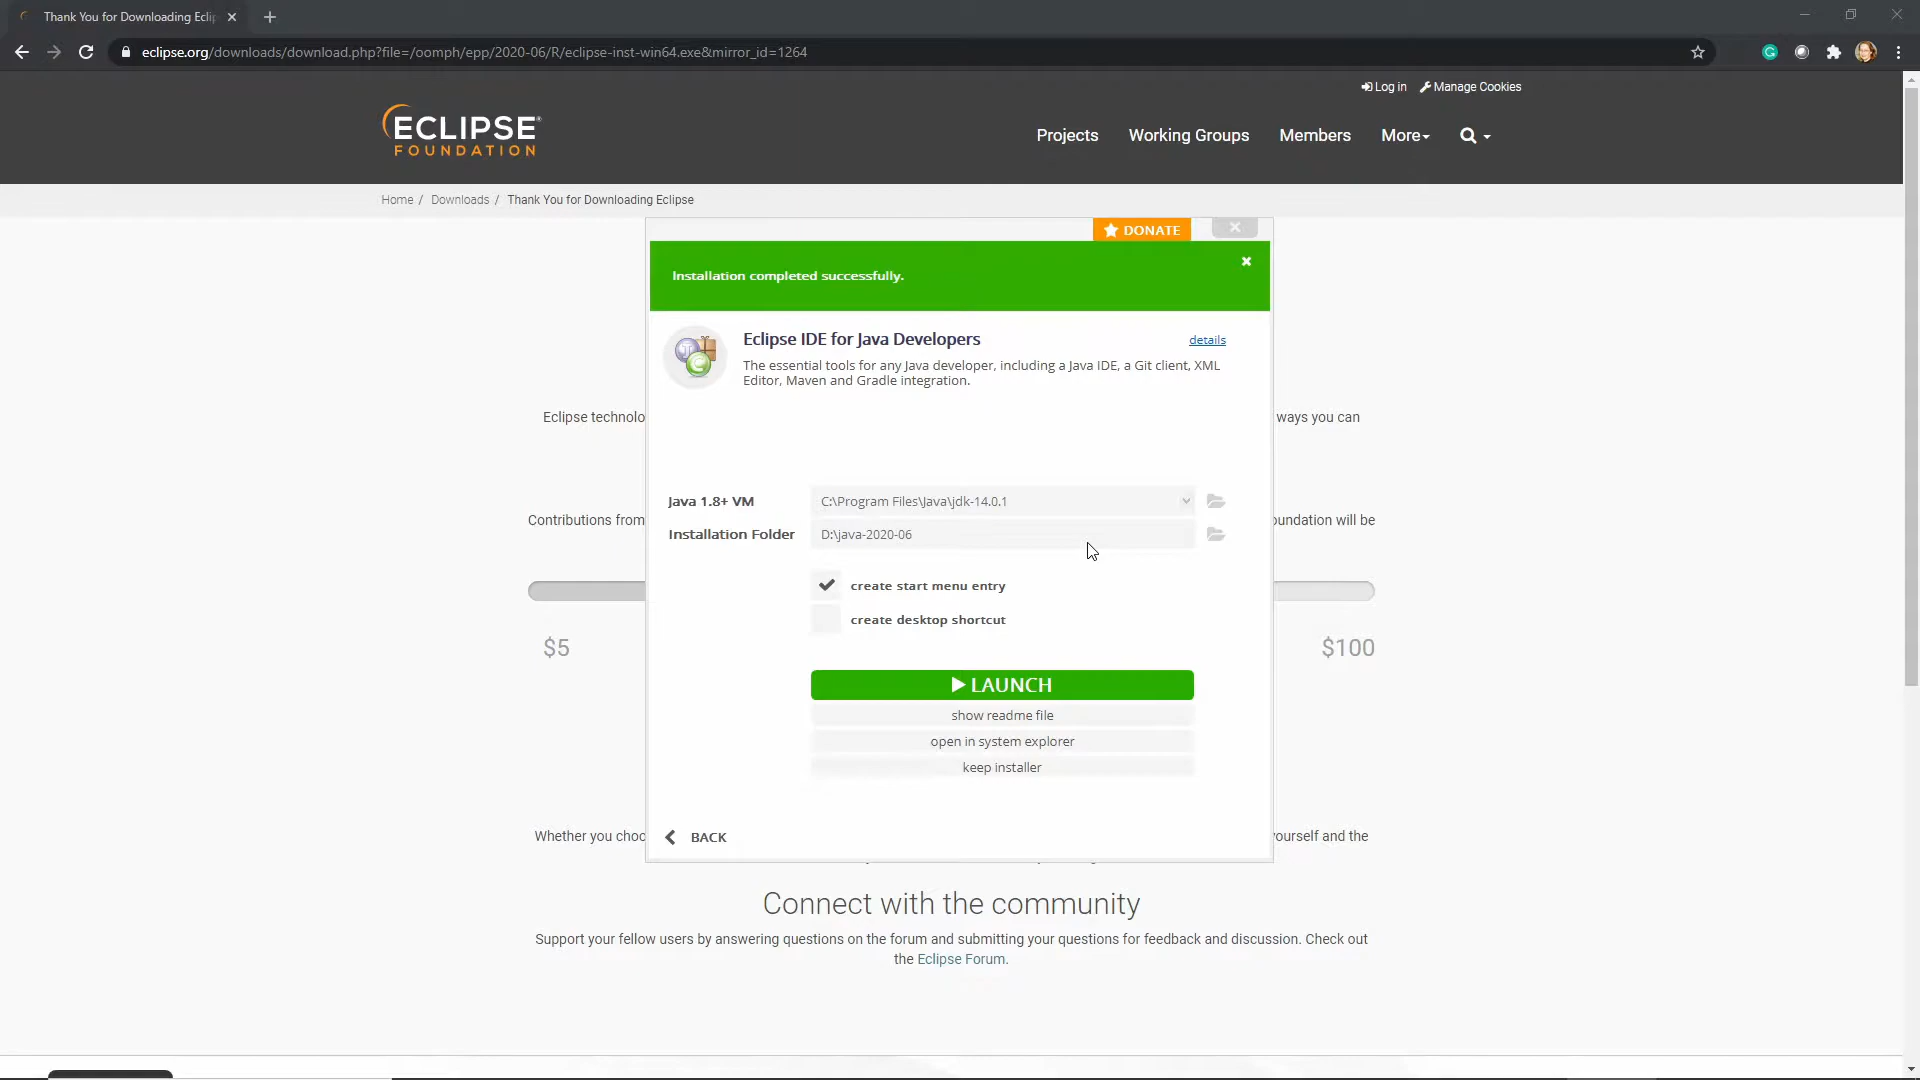 Thank You for Downloading Ecli
eclipse.org/downloads/download.php?file=/oomph/epp/2020-06/R/eclipse-inst-win64.exe&mirror_id=1264
Log in
Manage Cookies
ECLIPSE
FOUNDATION
Projects
Working Groups
Members
More
Home / Downloads / Thank You for Downloading Eclipse
DONATE
Installation completed successfully.
Eclipse IDE for Java Developers
details
The essential tools for any Java developer, including a Java IDE, a Git client, XML
Editor, Maven and Gradle integration.
Eclipse technolo
ways you can
Java 1.8+ VM
C:\Program Files\Java\jdk-14.0.1
Contributions from
oundation will be
Installation Folder
D:\java-2020-06
create start menu entry
create desktop shortcut
$5
$100
LAUNCH
show readme file
open in system explorer
keep installer
Whether you choo
yourself and the
BACK
Connect with the community
Support your fellow users by answering questions on the forum and submitting your questions for feedback and discussion. Check out
the Eclipse Forum.